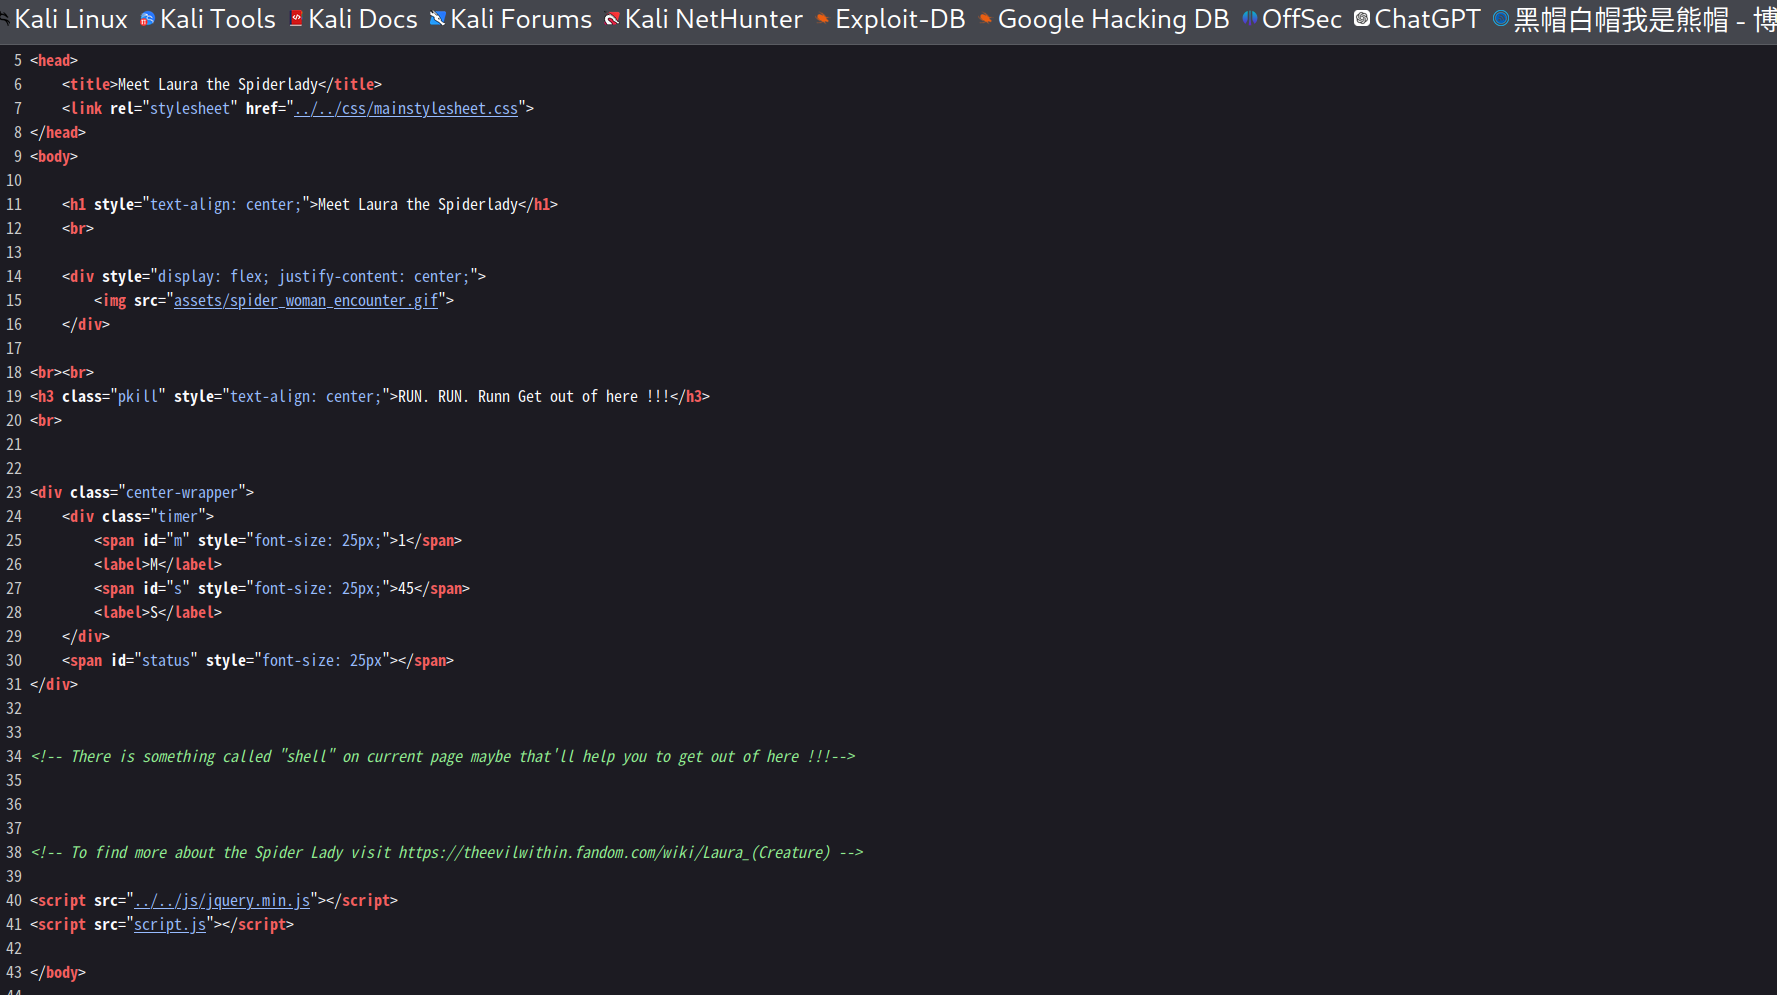 Kali Linux Kali Tools Kali Docs Kali Forums Kali NetHunter Exploit-DB Google Hacking DB OffSec ChatGPT 黑帽白帽我是熊帽 - 博
5 <head>
6     <title>Meet Laura the Spiderlady</title>
7     <link rel="stylesheet" href="../../css/mainstylesheet.css">
8 </head>
9 <body>
10
11     <h1 style="text-align: center;">Meet Laura the Spiderlady</h1>
12     <br>
13
14     <div style="display: flex; justify-content: center;">
15         <img src="assets/spider_woman_encounter.gif">
16     </div>
17
18 <br><br>
19 <h3 class="pkill" style="text-align: center;">RUN. RUN. Runn Get out of here !!!</h3>
20 <br>
21
22
23 <div class="center-wrapper">
24     <div class="timer">
25         <span id="m" style="font-size: 25px;">1</span>
26         <label>M</label>
27         <span id="s" style="font-size: 25px;">45</span>
28         <label>S</label>
29     </div>
30     <span id="status" style="font-size: 25px"></span>
31 </div>
32
33
34 <!-- There is something called "shell" on current page maybe that'll help you to get out of here !!!-->
35
36
37
38 <!-- To find more about the Spider Lady visit https://theevilwithin.fandom.com/wiki/Laura_(Creature) -->
39
40 <script src="../../js/jquery.min.js"></script>
41 <script src="script.js"></script>
42
43 </body>
44